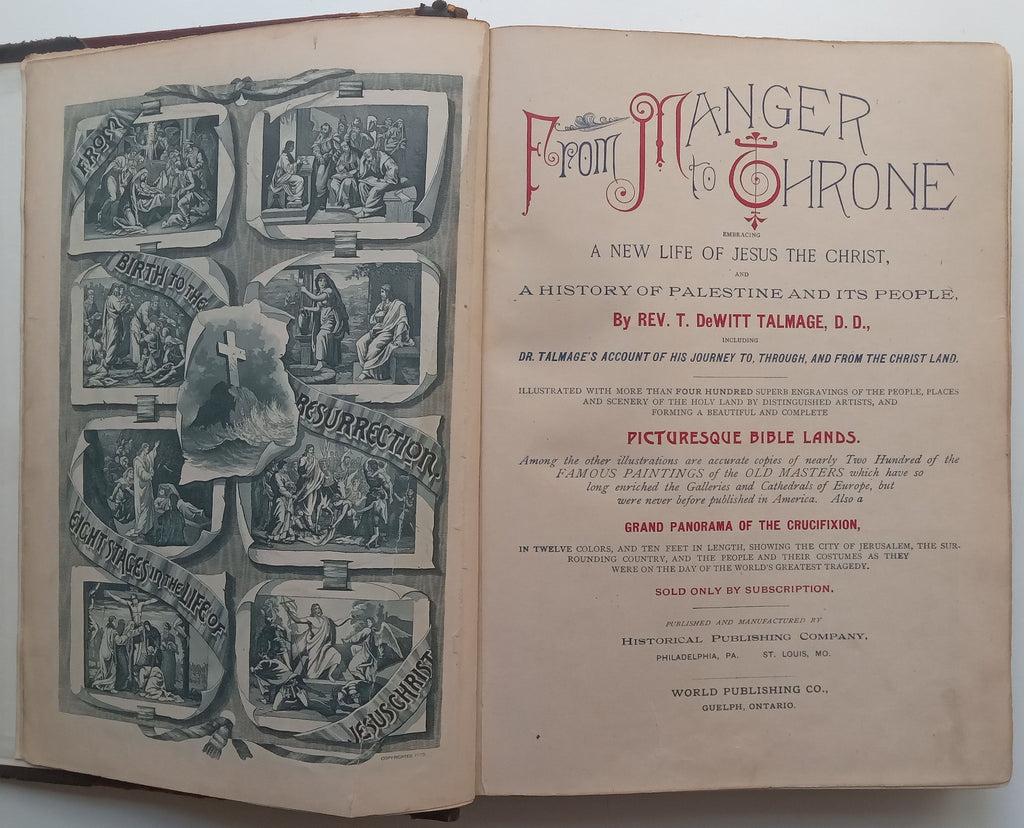 FROM
BIRTH TO THE
RESURRECTION.
EIGHT STAGES IN THE LIFE OF
JESUS CHRIST
COPYRIGHTED
FROM MANGER
to THRONE
EMBRACING
A NEW LIFE OF JESUS THE CHRIST,
AND
A HISTORY OF PALESTINE AND ITS PEOPLE,
By REV. T. DeWITT TALMAGE, D. D.,
INCLUDING
DR. TALMAGE'S ACCOUNT OF HIS JOURNEY TO, THROUGH, AND FROM THE CHRIST LAND.
ILLUSTRATED WITH MORE THAN FOUR HUNDRED SUPERB ENGRAVINGS OF THE PEOPLE, PLACES
AND SCENERY OF THE HOLY LAND BY DISTINGUISHED ARTISTS, AND
FORMING A BEAUTIFUL AND COMPLETE
PICTURESQUE BIBLE LANDS.
Among the other illustrations are accurate copies of nearly Two Hundred of the
FAMOUS PAINTINGS of the OLD MASTERS which have so
long enriched the Galleries and Cathedrals of Europe, but
were never before published in America. Also a
GRAND PANORAMA OF THE CRUCIFIXION,
IN TWELVE COLORS, AND TEN FEET IN LENGTH, SHOWING THE CITY OF JERUSALEM, THE SUR-
ROUNDING COUNTRY, AND THE PEOPLE AND THEIR COSTUMES AS THEY
WERE ON THE DAY OF THE WORLD'S GREATEST TRAGEDY.
SOLD ONLY BY SUBSCRIPTION.
PUBLISHED AND MANUFACTURED BY
HISTORICAL PUBLISHING COMPANY,
PHILADELPHIA, PA. ST. LOUIS, MO.
WORLD PUBLISHING CO.,
GUELPH, ONTARIO.